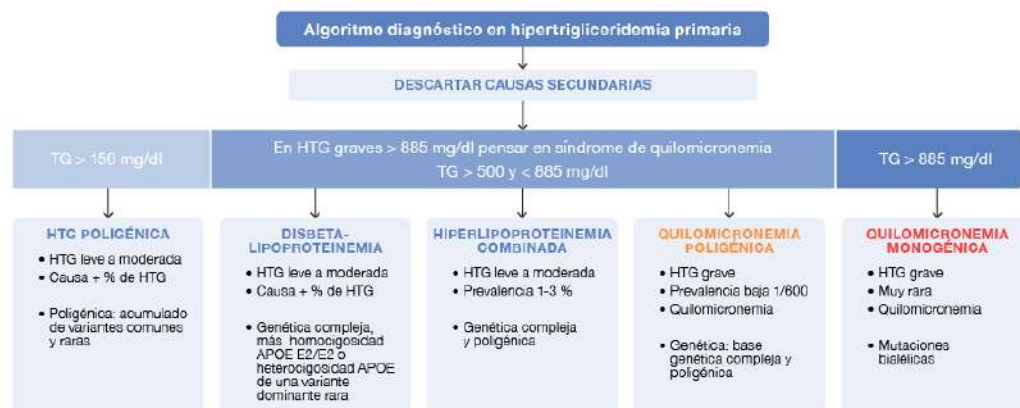 Algoritmo diagnóstico en hipertrigliceridemia primaria
DESCARTAR CAUSAS SECUNDARIAS
TG > 150 mg/dl
En HTG graves > 885 mg/dl pensar en síndrome de quilomicronemia
TG > 500 y < 885 mg/dl
TG > 885 mg/dl
HTG POLIGÉNICA
• HTG leve a moderada
• Causa + % de HTG
• Poligénica: acumulado
de variantes comunes
y raras
DISBETA-
LIPOPROTEINEMIA
• HTG leve a moderada
• Causa + % de HTG
• Genética compleja,
más homocigosidad
APOE E2/E2 o
heterocigosidad APOE
de una variante
dominante rara
HIPERLIPOPROTEINEMIA
COMBINADA
• HTG leve a moderada
• Prevalencia 1-3 %
• Genética compleja
y poligénica
QUILOMICRONEMIA
POLIGÉNICA
• HTG grave
• Prevalencia baja 1/600
• Quilomicronemia
• Genética: base
genética compleja y
poligénica
QUILOMICRONEMIA
MONOGÉNICA
• HTG grave
• Muy rara
• Quilomicronemia
• Mutaciones
bialélicas